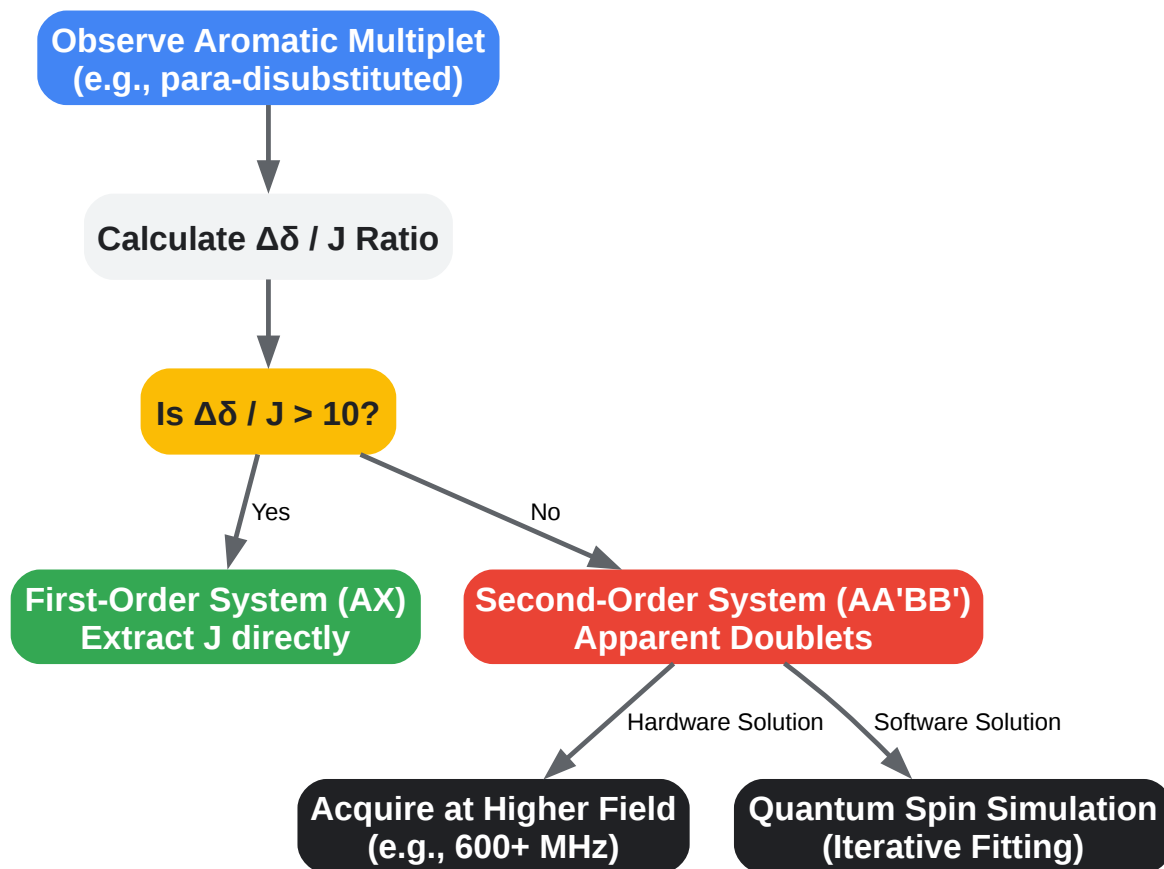 Observe Aromatic Multiplet
(e.g., para-disubstituted)
Calculate Δδ / J Ratio
Is Δδ / J > 10?
Yes
No
First-Order System (AX)
Extract J directly
Second-Order System (AA'BB')
Apparent Doublets
Hardware Solution
Software Solution
Acquire at Higher Field
(e.g., 600+ MHz)
Quantum Spin Simulation
(Iterative Fitting)